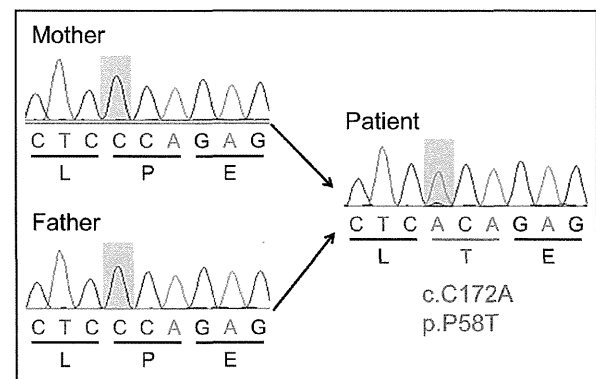 Mother
C T C C C A G A G
L P E
Father
C T C C C A G A G
L P E
Patient
C T C A C A G A G
L T E
c.C172A
p.P58T